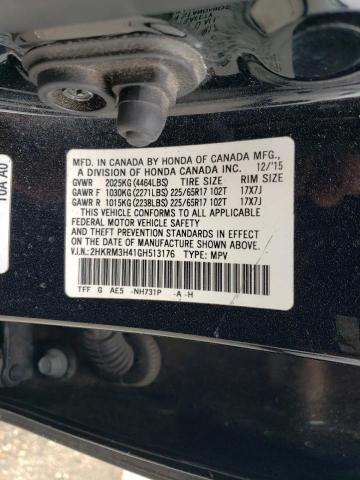 MFD. IN CANADA BY HONDA OF CANADA MFG.,
A DIVISION OF HONDA CANADA INC. 12/'15
GVWR 2025KG (4464LBS) TIRE SIZE RIM SIZE
GAWR F 1030KG (2271LBS) 225/65R17 102T 17X7J
GAWR R 1015KG (2238LBS) 225/65R17 102T 17X7J
THIS VEHICLE CONFORMS TO ALL APPLICABLE
FEDERAL MOTOR VEHICLE SAFETY AND
THEFT PREVENTION STANDARDS IN EFFECT
ON THE DATE OF MANUFACTURE SHOWN ABOVE.
V.I.N.: 2HKRM3H41GH513176 TYPE: MPV
TFF G AE5 -NH731P -A -H